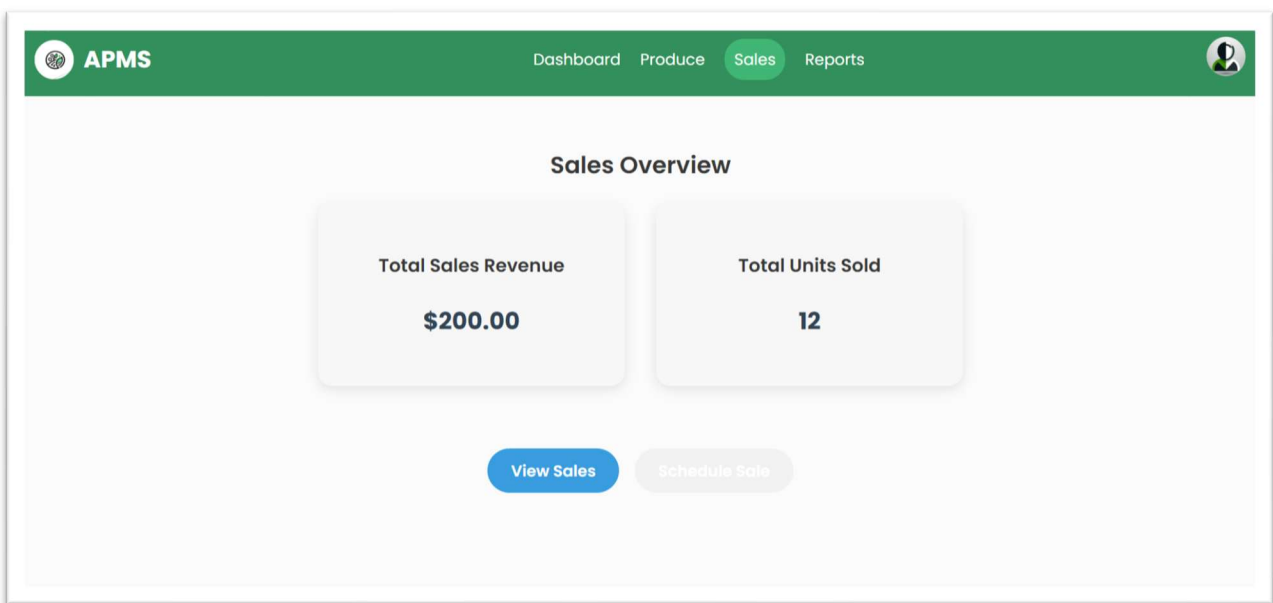 APMS Dashboard Produce Sales Reports
Sales Overview
Total Sales Revenue Total Units Sold
$200.00 12
View Sales Schedule Sale